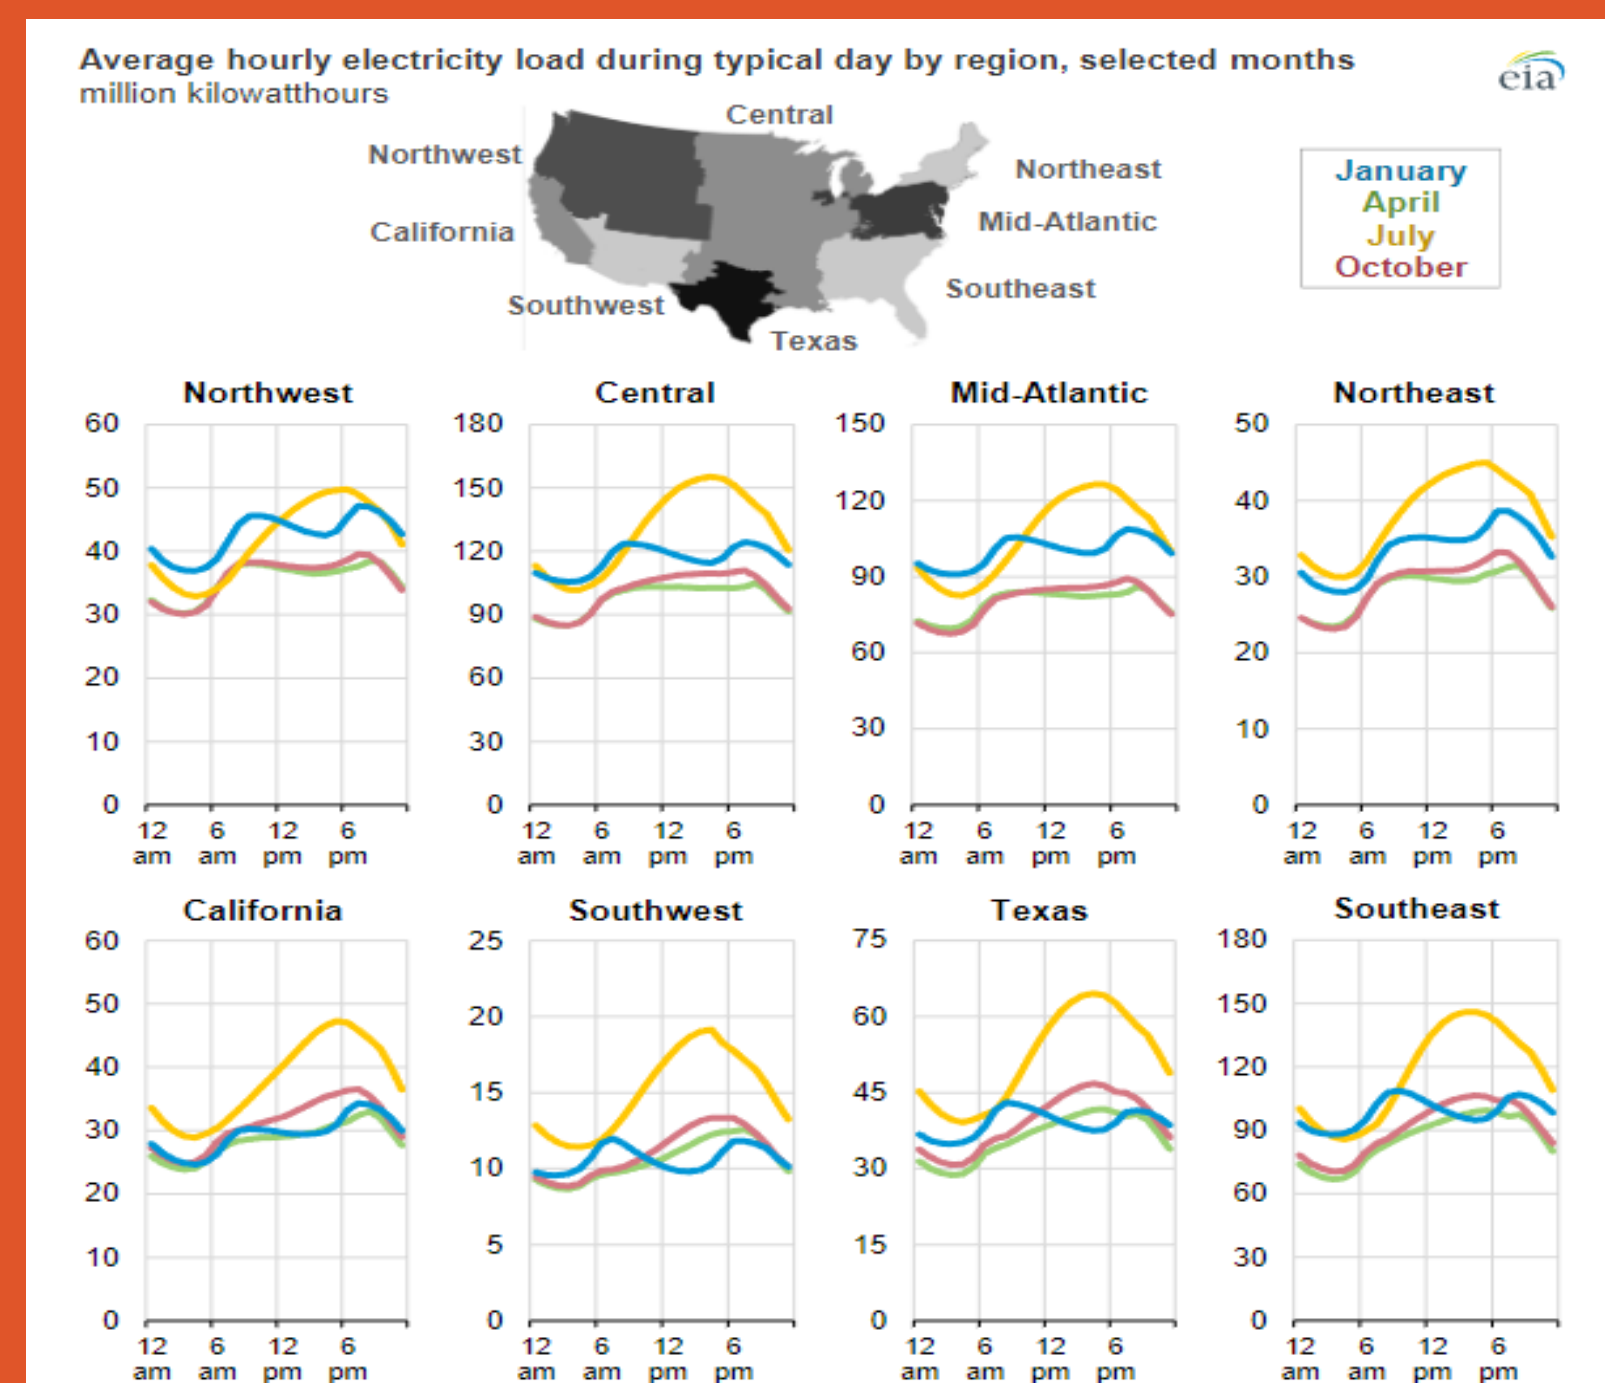 Average hourly electricity load during typical day by region, selected months
million kilowatthours
eia
Central
Northwest
Northeast
California
Mid-Atlantic
Southwest
Southeast
Texas
January
April
July
October
Northwest
60
50
40
30
20
10
0
12 6 12 6
am am pm pm
Central
180
150
120
90
60
30
0
12 6 12 6
am am pm pm
Mid-Atlantic
150
120
90
60
30
0
12 6 12 6
am am pm pm
Northeast
50
40
30
20
10
0
12 6 12 6
am am pm pm
California
60
50
40
30
20
10
0
12 6 12 6
am am pm pm
Southwest
25
20
15
10
5
0
12 6 12 6
am am pm pm
Texas
75
60
45
30
15
0
12 6 12 6
am am pm pm
Southeast
180
150
120
90
60
30
0
12 6 12 6
am am pm pm